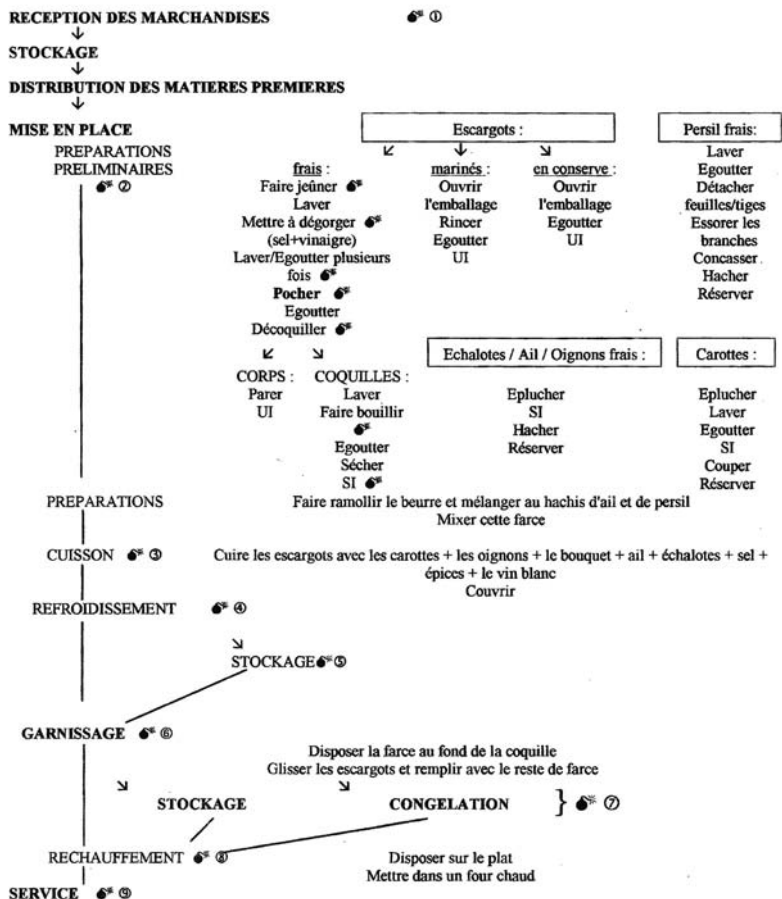 RECEPTION DES MARCHANDISES 💣 ①
STOCKAGE
DISTRIBUTION DES MATIERES PREMIERES
MISE EN PLACE
PREPARATIONS
PRELIMINAIRES
💣 ②
Escargots :
frais :
Faire jeûner 💣
Laver
Mettre à dégorger 💣
(sel+vinaigre)
Laver/Egoutter plusieurs
fois 💣
Pocher 💣
Egoutter
Décoquiller 💣
marinés :
Ouvrir
l'emballage
Rincer
Egoutter
UI
en conserve :
Ouvrir
l'emballage
Egoutter
UI
Persil frais:
Laver
Egoutter
Détacher
feuilles/tiges
Essorer les
branches
Concasser
Hacher
Réserver
CORPS :
Parer
UI
COQUILLES :
Laver
Faire bouillir
💣
Egoutter
Sécher
SI 💣
Echalotes / Ail / Oignons frais :
Eplucher
SI
Hacher
Réserver
Carottes :
Eplucher
Laver
Egoutter
SI
Couper
Réserver
PREPARATIONS
Faire ramollir le beurre et mélanger au hachis d'ail et de persil
Mixer cette farce
CUISSON 💣 ③
Cuire les escargots avec les carottes + les oignons + le bouquet + ail + échalotes + sel +
épices + le vin blanc
Couvrir
REFROIDISSEMENT 💣 ④
STOCKAGE 💣 ⑤
GARNISSAGE 💣 ⑥
Disposer la farce au fond de la coquille
Glisser les escargots et remplir avec le reste de farce
STOCKAGE
CONGELATION } 💣 ⑦
RECHAUFFEMENT 💣 ⑧
Disposer sur le plat
Mettre dans un four chaud
SERVICE 💣 ⑨